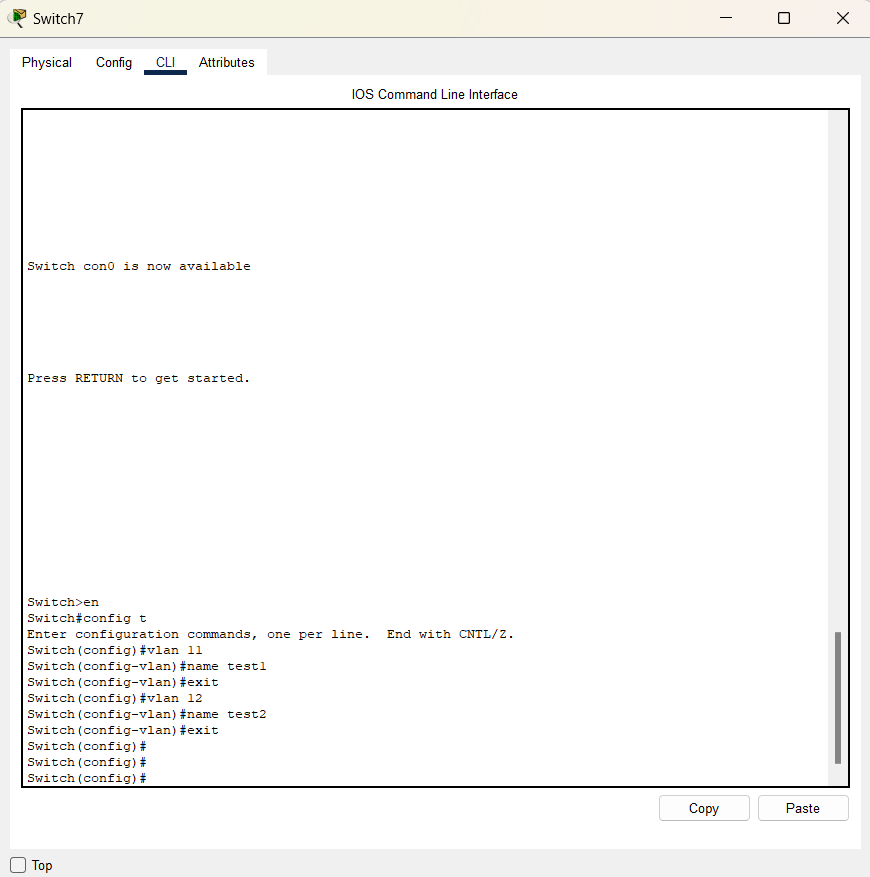 Switch7
Physical Config CLI Attributes
IOS Command Line Interface
Switch con0 is now available
Press RETURN to get started.
Switch>en
Switch#config t
Enter configuration commands, one per line.  End with CNTL/Z.
Switch(config)#vlan 11
Switch(config-vlan)#name test1
Switch(config-vlan)#exit
Switch(config)#vlan 12
Switch(config-vlan)#name test2
Switch(config-vlan)#exit
Switch(config)#
Switch(config)#
Switch(config)#
Copy Paste
Top